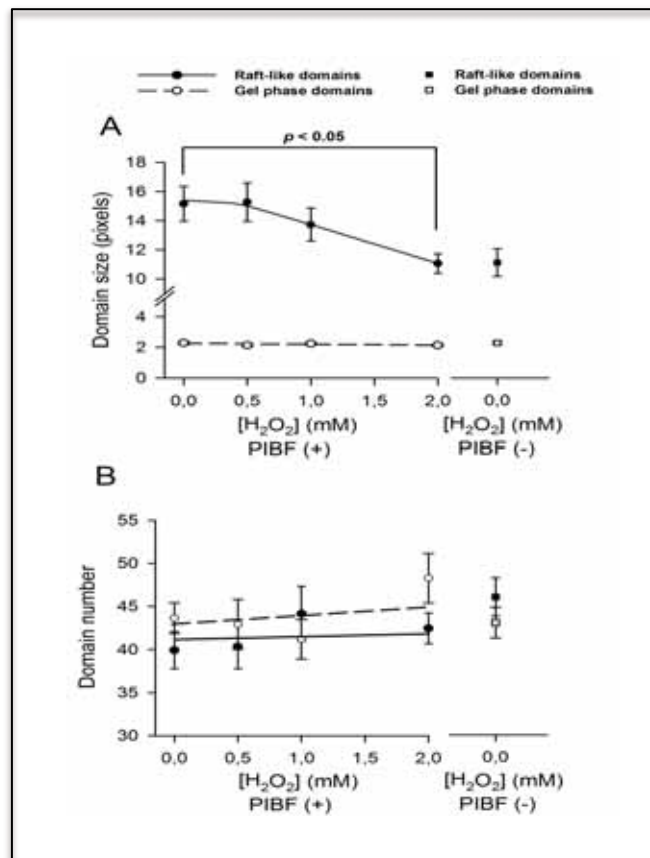 Raft-like domains
Gel phase domains
Raft-like domains
Gel phase domains
A
p < 0.05
Domain size (pixels)
18
16
14
12
10
4
2
0
0,0 0,5 1,0 1,5 2,0 0,0
[H₂O₂] (mM) [H₂O₂] (mM)
PIBF (+) PIBF (-)
B
Domain number
55
50
45
40
35
30
0,0 0,5 1,0 1,5 2,0 0,0
[H₂O₂] (mM) [H₂O₂] (mM)
PIBF (+) PIBF (-)